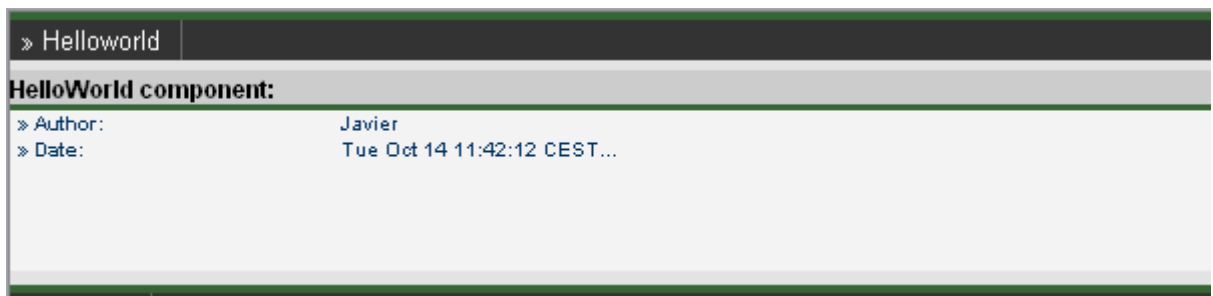 » Helloworld
HelloWorld component:
» Author: Javier
» Date: Tue Oct 14 11:42:12 CEST...